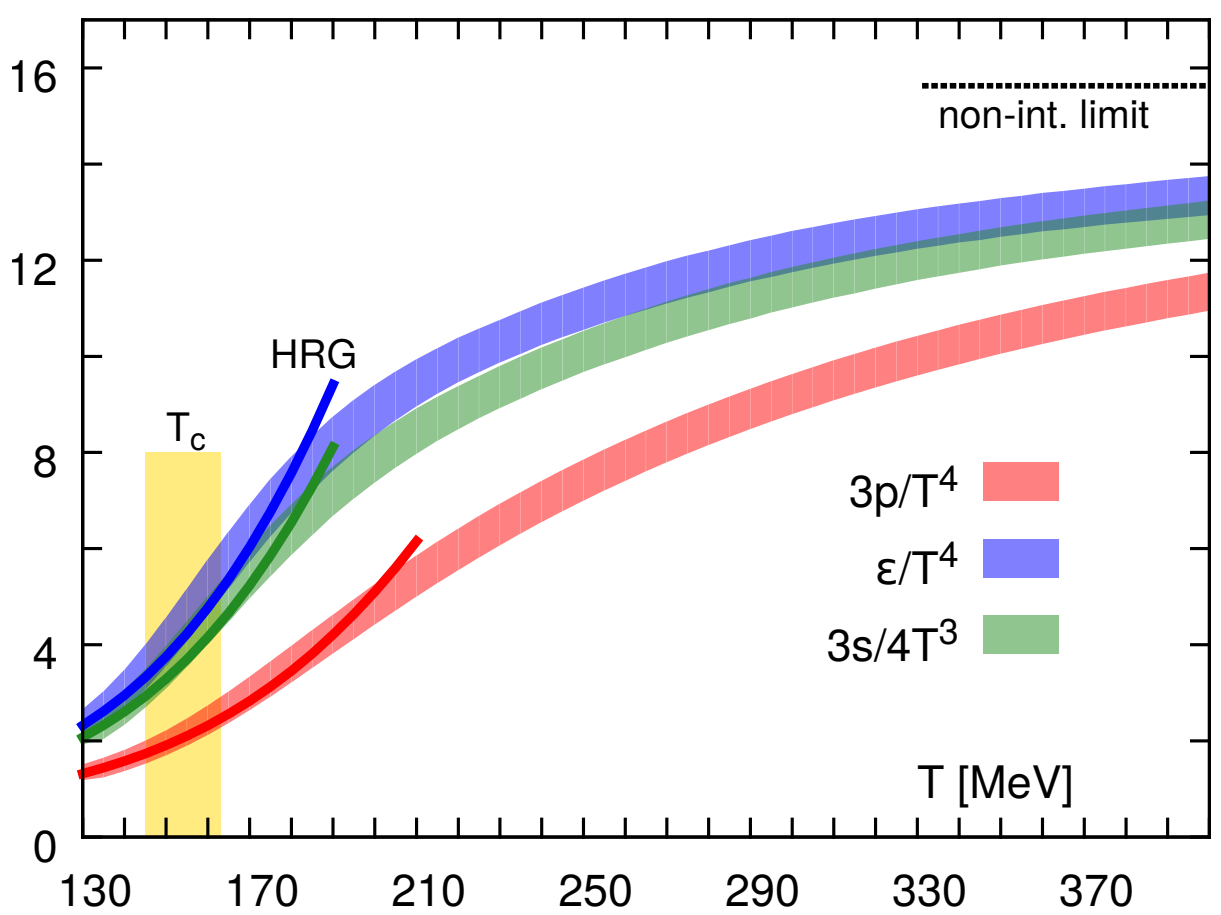 16
non-int. limit
12
HRG
T_c
8
3p/T^4
ε/T^4
3s/4T^3
4
T [MeV]
0
130 170 210 250 290 330 370